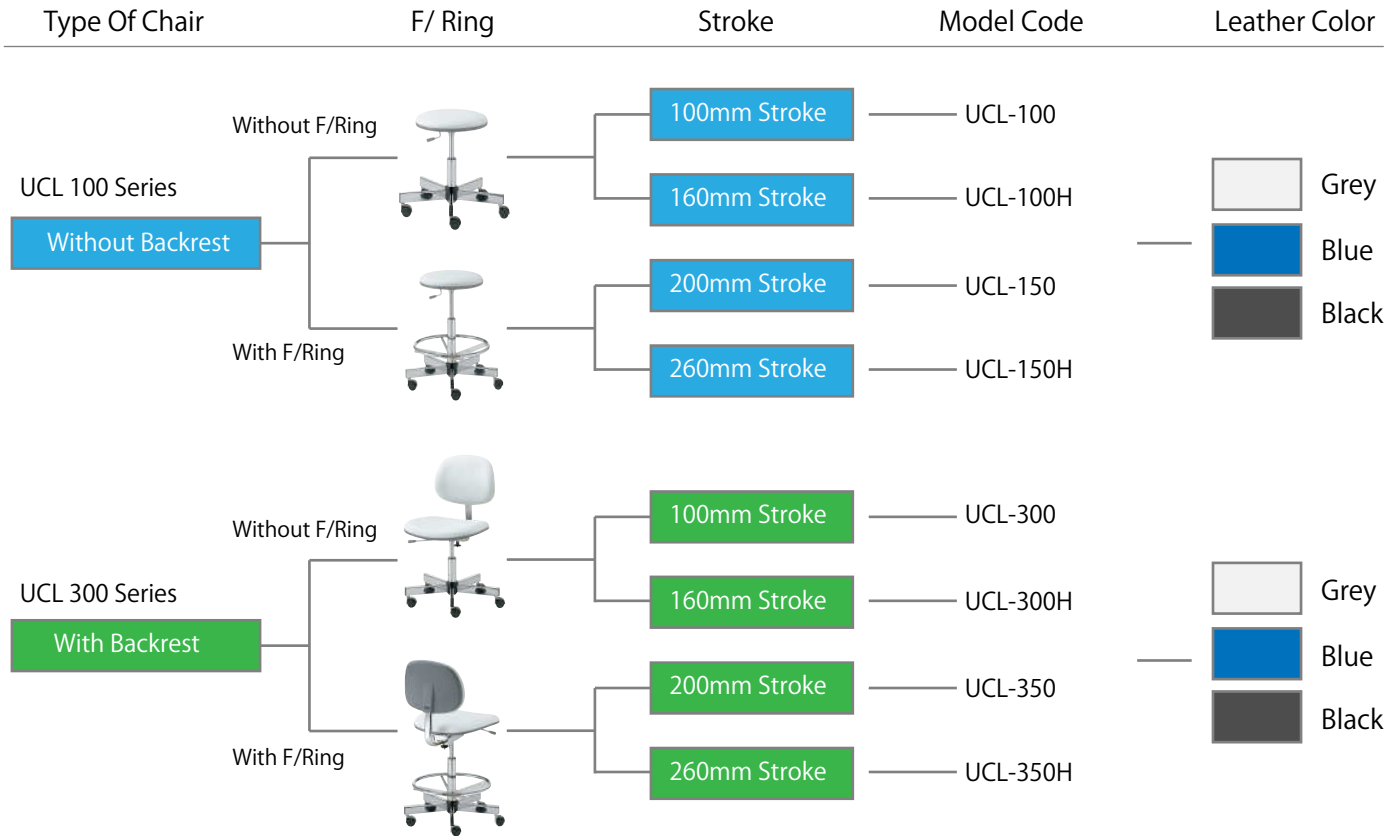 Type Of Chair F/ Ring Stroke Model Code Leather Color
Without F/Ring
100mm Stroke UCL-100
UCL 100 Series
160mm Stroke UCL-100H
Grey
Without Backrest
Blue
200mm Stroke UCL-150
Black
With F/Ring
260mm Stroke UCL-150H
Without F/Ring
100mm Stroke UCL-300
UCL 300 Series
160mm Stroke UCL-300H
Grey
With Backrest
Blue
200mm Stroke UCL-350
Black
With F/Ring
260mm Stroke UCL-350H